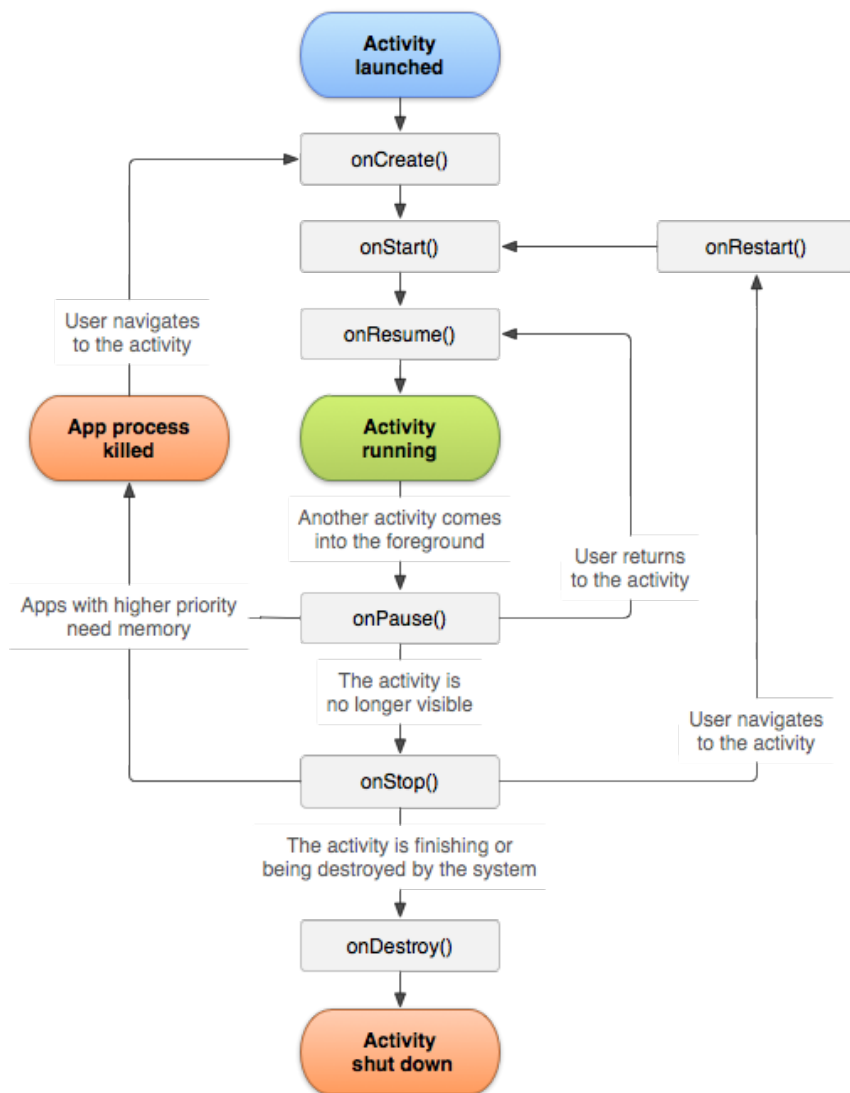 Activity
launched
onCreate()
onStart()
onRestart()
User navigates
to the activity
onResume()
App process
killed
Activity
running
Another activity comes
into the foreground
User returns
to the activity
Apps with higher priority
need memory
onPause()
The activity is
no longer visible
User navigates
to the activity
onStop()
The activity is finishing or
being destroyed by the system
onDestroy()
Activity
shut down